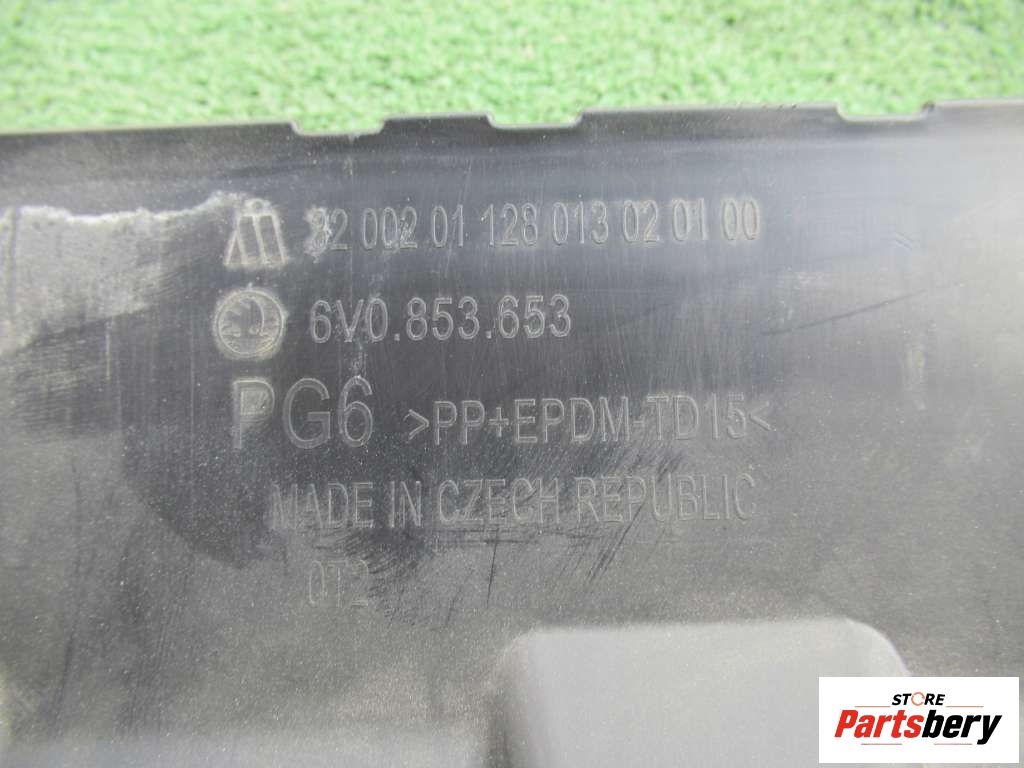 32 002 01 128 013 02 01 00
6V0.853.653
PG6 >PP+EPDM-TD15<
MADE IN CZECH REPUBLIC
0T2
STORE
Partsbery